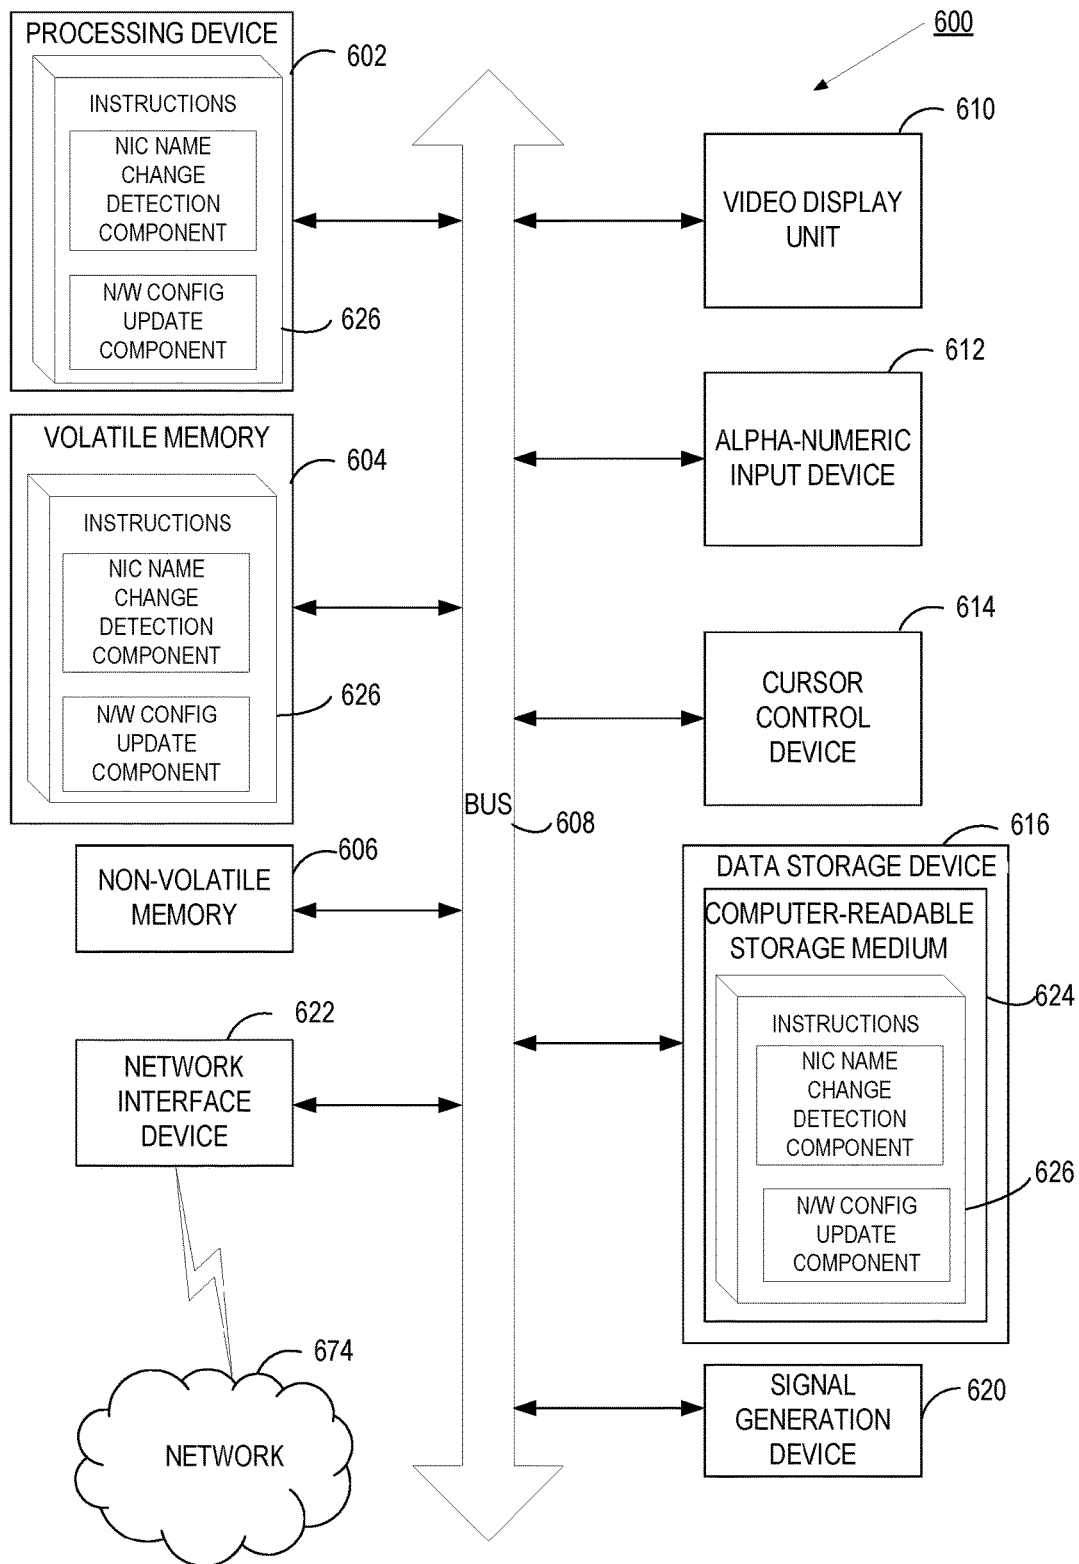 600
PROCESSING DEVICE
602
INSTRUCTIONS
NIC NAME
CHANGE
DETECTION
COMPONENT
N/W CONFIG
UPDATE
COMPONENT
626
VOLATILE MEMORY
604
INSTRUCTIONS
NIC NAME
CHANGE
DETECTION
COMPONENT
N/W CONFIG
UPDATE
COMPONENT
626
606
NON-VOLATILE
MEMORY
622
NETWORK
INTERFACE
DEVICE
674
NETWORK
BUS
608
610
VIDEO DISPLAY
UNIT
612
ALPHA-NUMERIC
INPUT DEVICE
614
CURSOR
CONTROL
DEVICE
616
DATA STORAGE DEVICE
COMPUTER-READABLE
STORAGE MEDIUM
624
INSTRUCTIONS
NIC NAME
CHANGE
DETECTION
COMPONENT
N/W CONFIG
UPDATE
COMPONENT
626
SIGNAL
GENERATION
DEVICE
620